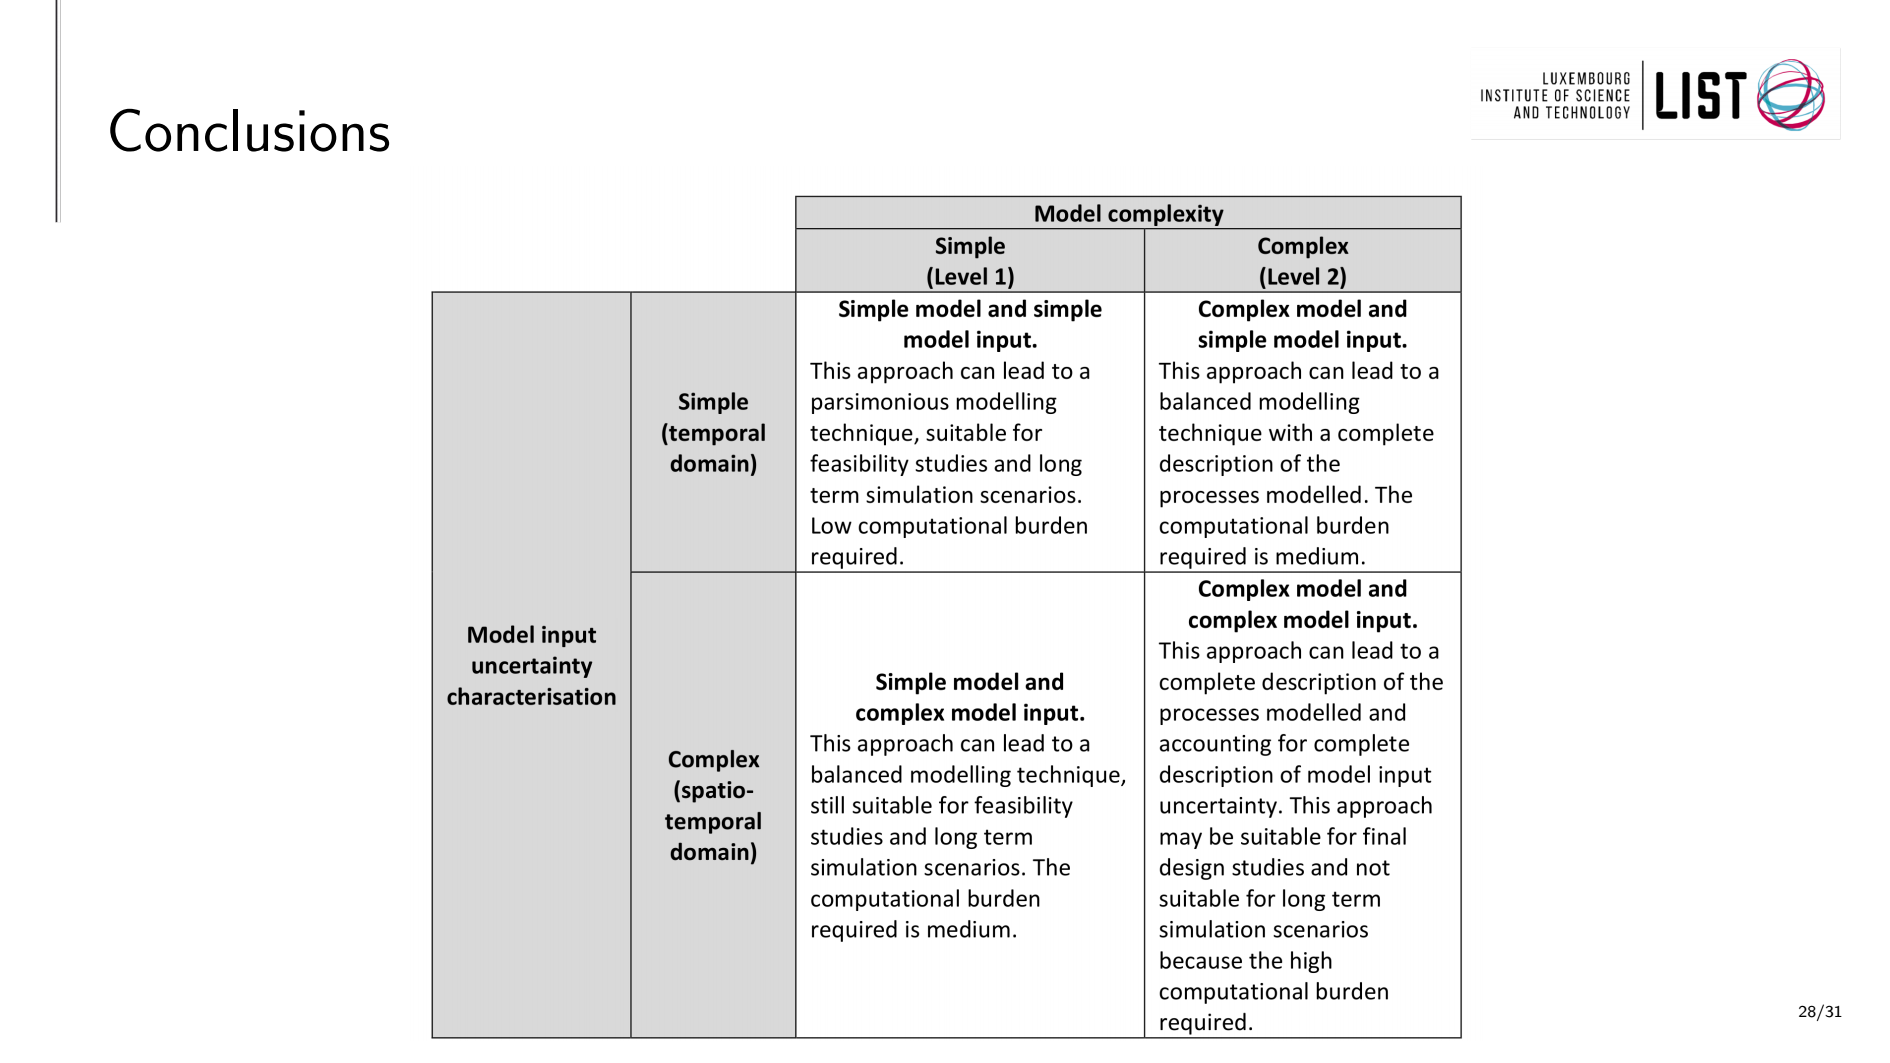 Conclusions
LUXEMBOURG
INSTITUTE OF SCIENCE
AND TECHNOLOGY
LIST
Model complexity
Simple
(Level 1)
Complex
(Level 2)
Model input
uncertainty
characterisation
Simple
(temporal
domain)
Simple model and simple
model input.
This approach can lead to a
parsimonious modelling
technique, suitable for
feasibility studies and long
term simulation scenarios.
Low computational burden
required.
Complex model and
simple model input.
This approach can lead to a
balanced modelling
technique with a complete
description of the
processes modelled. The
computational burden
required is medium.
Complex
(spatio-
temporal
domain)
Simple model and
complex model input.
This approach can lead to a
balanced modelling technique,
still suitable for feasibility
studies and long term
simulation scenarios. The
computational burden
required is medium.
Complex model and
complex model input.
This approach can lead to a
complete description of the
processes modelled and
accounting for complete
description of model input
uncertainty. This approach
may be suitable for final
design studies and not
suitable for long term
simulation scenarios
because the high
computational burden
required.
28/31